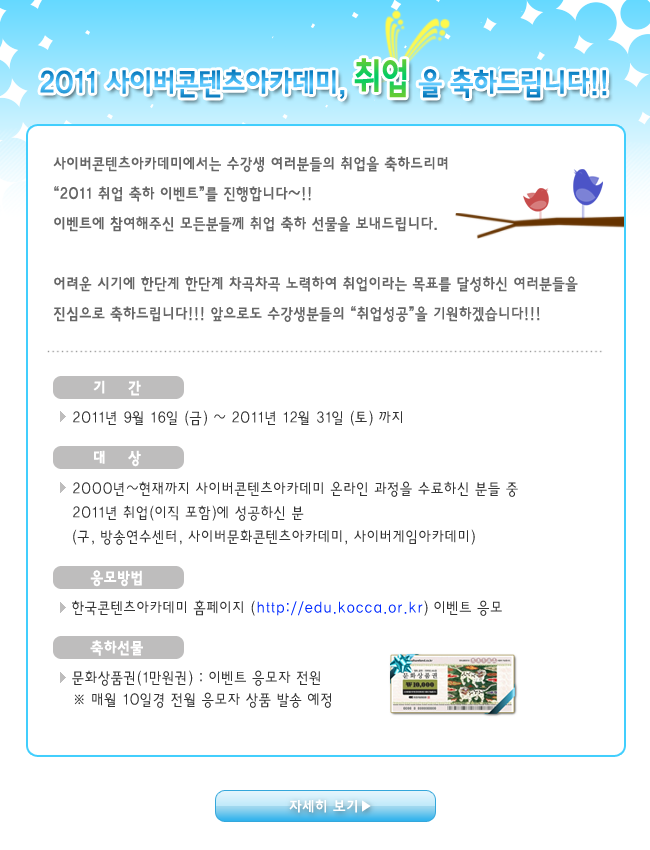 2011 사이버콘텐츠아카데미, 취업 을 축하드립니다!!
사이버콘텐츠아카데미에서는 수강생 여러분들의 취업을 축하드리며
“2011 취업 축하 이벤트”를 진행합니다~!!
이벤트에 참여해주신 모든분들께 취업 축하 선물을 보내드립니다.
어려운 시기에 한단계 한단계 차곡차곡 노력하여 취업이라는 목표를 달성하신 여러분들을
진심으로 축하드립니다!!! 앞으로도 수강생분들의 “취업성공”을 기원하겠습니다!!!
기 간
2011년 9월 16일 (금) ~ 2011년 12월 31일 (토) 까지
대 상
2000년~현재까지 사이버콘텐츠아카데미 온라인 과정을 수료하신 분들 중
2011년 취업(이직 포함)에 성공하신 분
(구, 방송연수센터, 사이버문화콘텐츠아카데미, 사이버게임아카데미)
응모방법
한국콘텐츠아카데미 홈페이지 (http://edu.kocca.or.kr) 이벤트 응모
축하선물
문화상품권(1만원권) : 이벤트 응모자 전원
※ 매월 10일경 전월 응모자 상품 발송 예정
문화상품권
₩10,000
자세히 보기▶